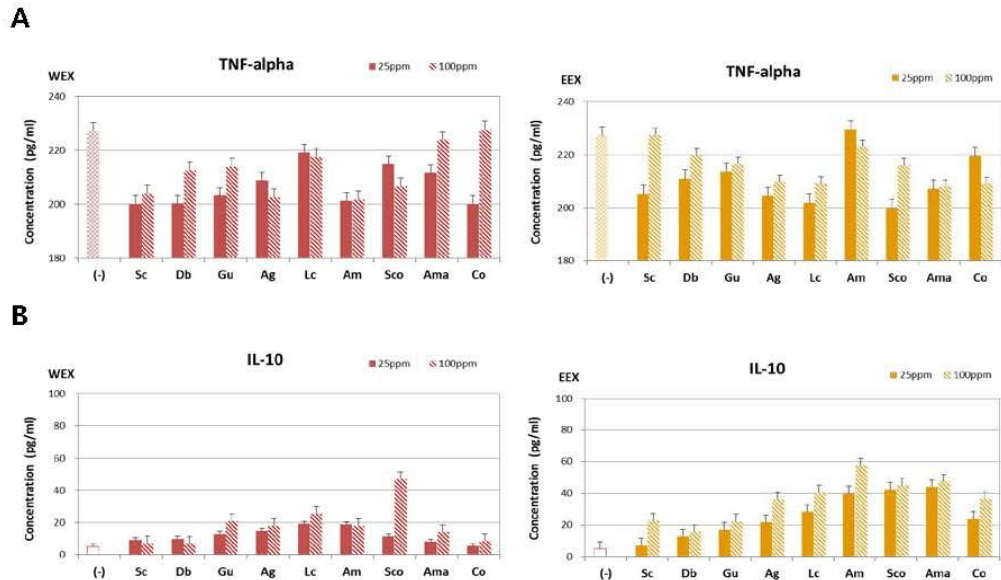 A
TNF-alpha
WEX
25ppm 100ppm
Concentration (pg/ml)
240
220
200
180
(-) Sc Db Gu Ag Lc Am Sco Ama Co
TNF-alpha
EEX
25ppm 100ppm
Concentration (pg/ml)
240
220
200
180
(-) Sc Db Gu Ag Lc Am Sco Ama Co
B
IL-10
WEX
25ppm 100ppm
Concentration (pg/ml)
100
80
60
40
20
0
(-) Sc Db Gu Ag Lc Am Sco Ama Co
IL-10
EEX
25ppm 100ppm
Concentration (pg/ml)
100
80
60
40
20
0
(-) Sc Db Gu Ag Lc Am Sco Ama Co